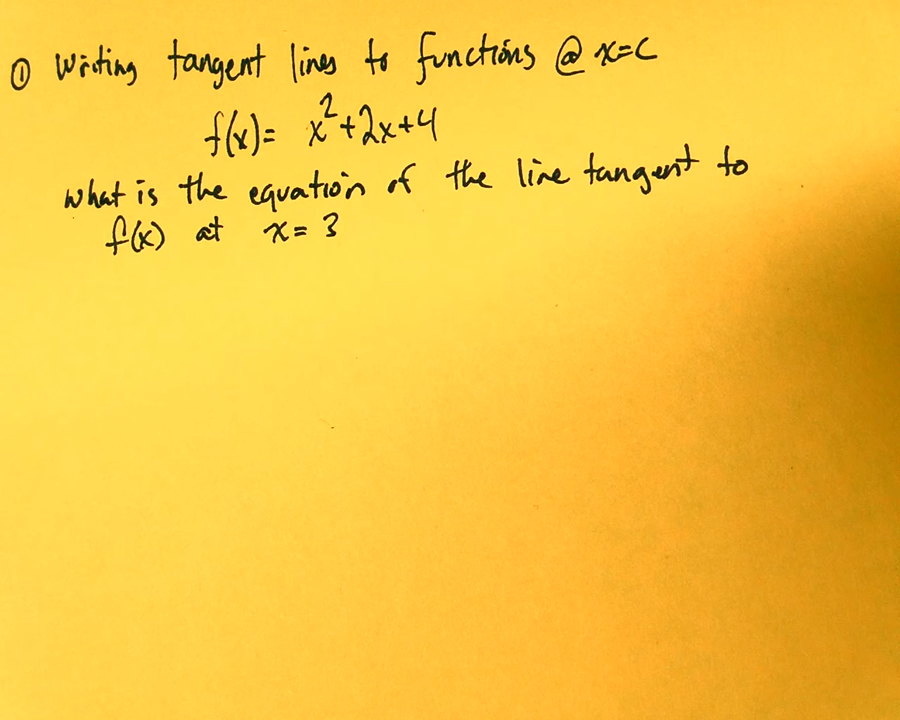 ① Writing tangent lines to functions @ x=c
f(x)= x²+2x+4
what is the equation of the line tangent to
f(x) at x= 3